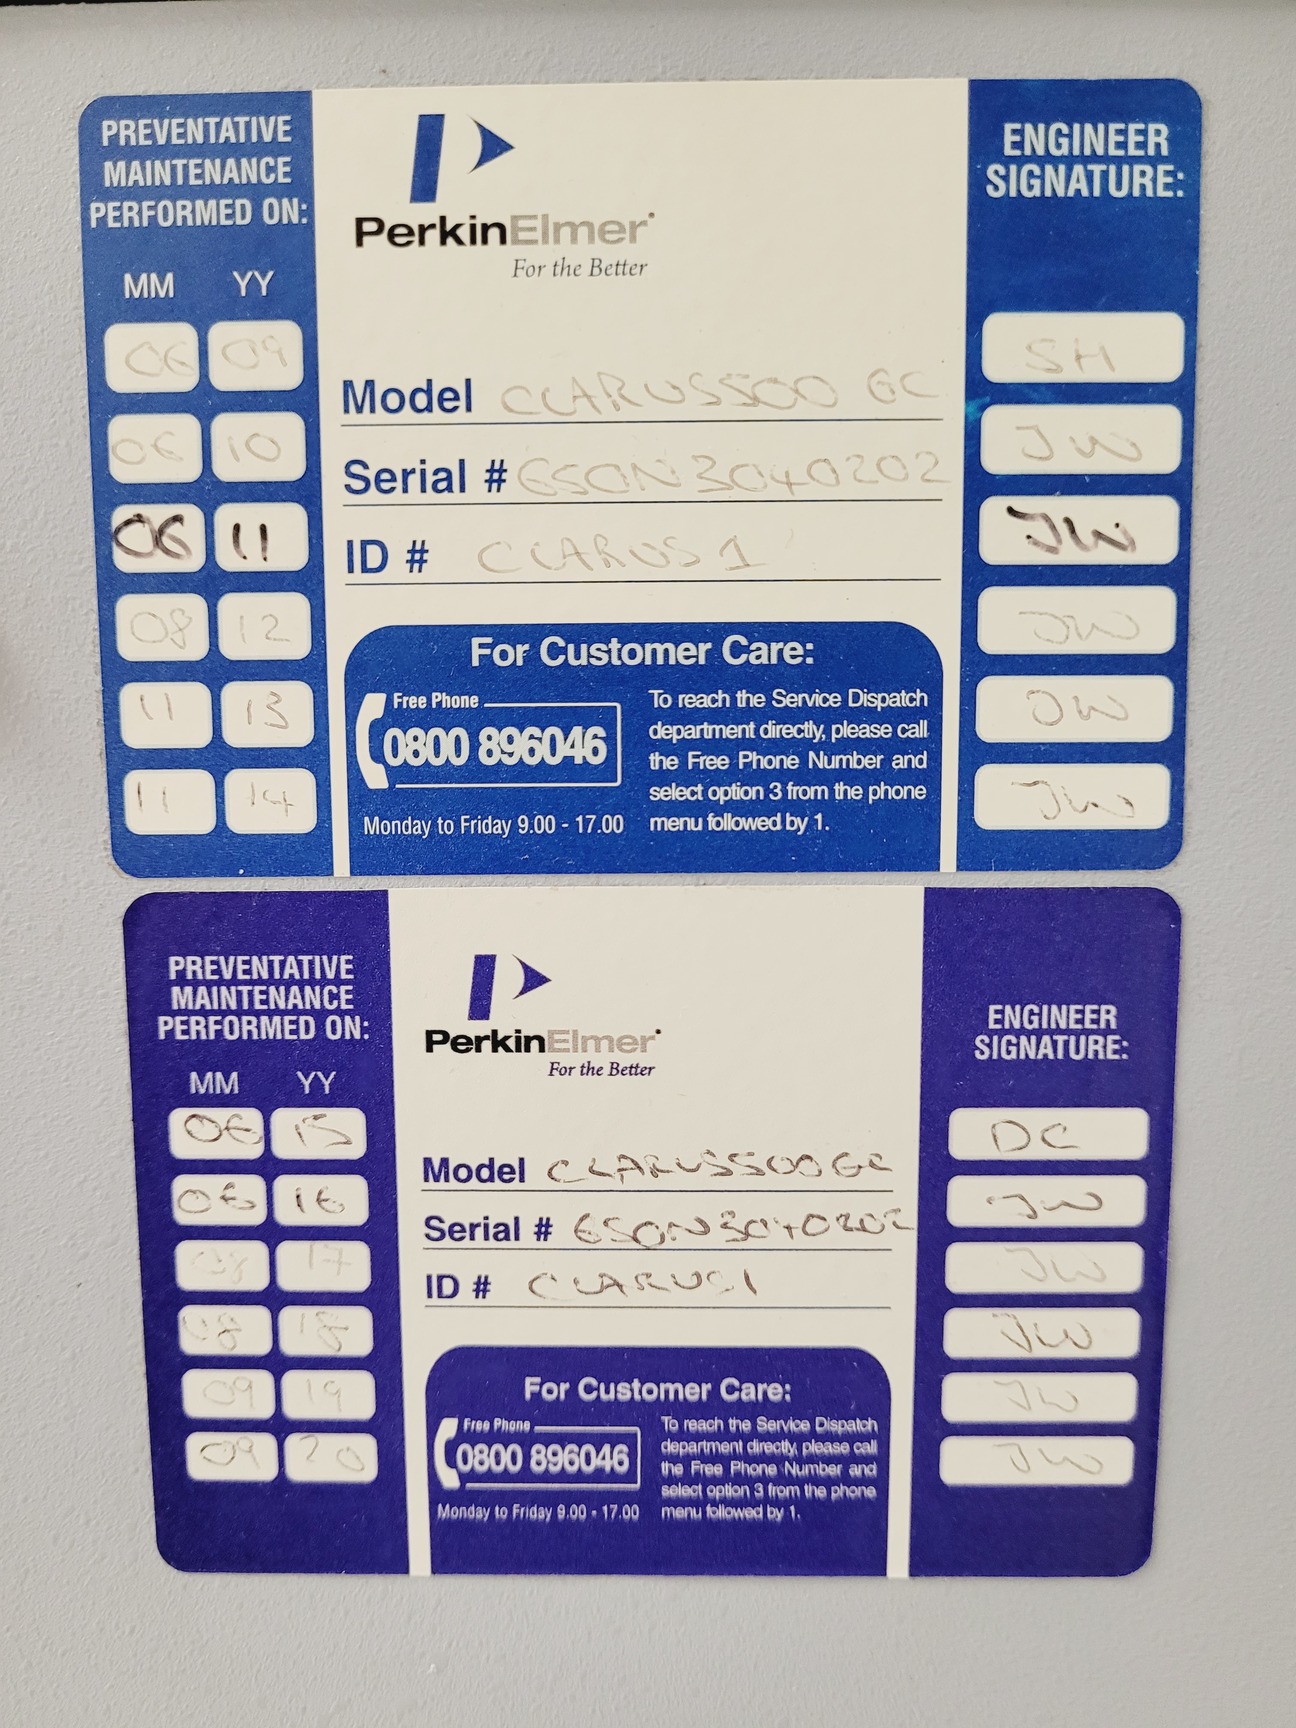 PREVENTATIVE
MAINTENANCE
PERFORMED ON:
MM YY
06 09
06 10
06 11
08 12
11 13
11 14
PerkinElmer
For the Better
Model CLARUS500 GC
Serial # 650N3040202
ID # CLARUS 1
For Customer Care:
Free Phone
0800 896046
Monday to Friday 9.00 - 17.00
To reach the Service Dispatch
department directly, please call
the Free Phone Number and
select option 3 from the phone
menu followed by 1.
ENGINEER
SIGNATURE:
SH
JW
JW
JW
JW
JW
PREVENTATIVE
MAINTENANCE
PERFORMED ON:
MM YY
06 15
06 16
08 17
08 18
09 19
09 20
PerkinElmer
For the Better
Model CLARUS500GC
Serial # 650N3040202
ID # CLARUS1
For Customer Care:
Free Phone
0800 896046
Monday to Friday 9.00 - 17.00
To reach the Service Dispatch
department directly, please call
the Free Phone Number and
select option 3 from the phone
menu followed by 1.
ENGINEER
SIGNATURE:
DC
JW
JW
JW
JW
JW